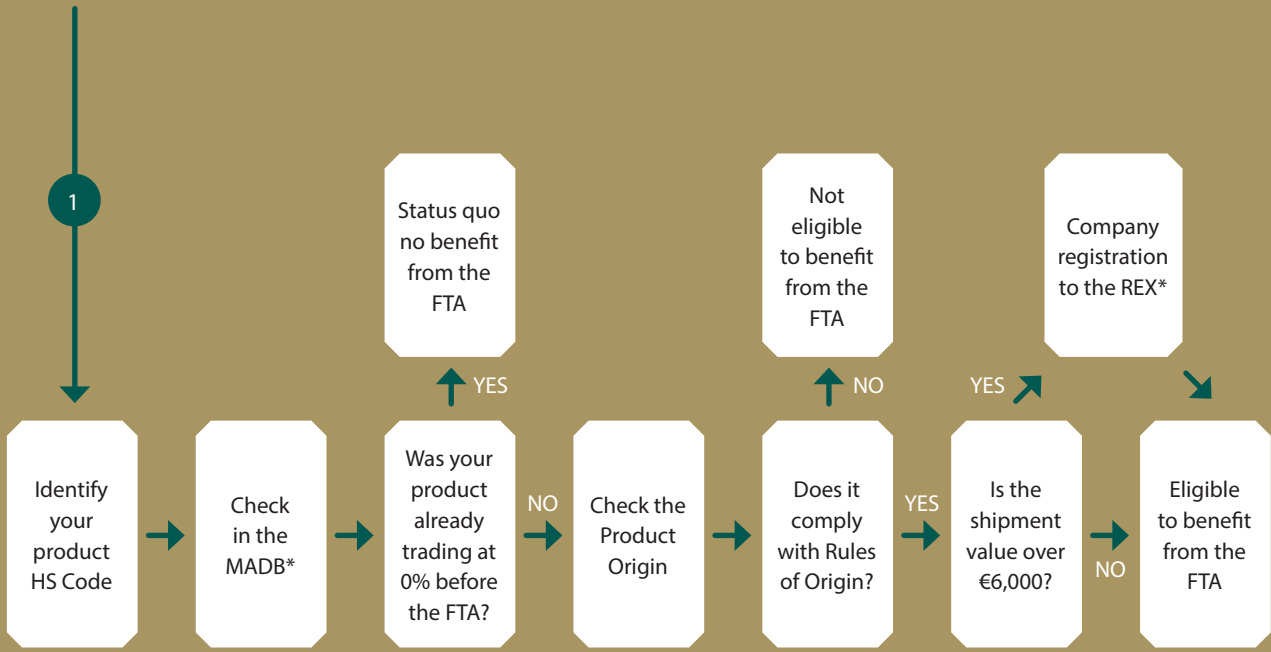 1
Status quo
no benefit
from the
FTA
Not
eligible
to benefit
from the
FTA
Company
registration
to the REX*
YES
NO
YES
Identify
your
product
HS Code
Check
in the
MADB*
Was your
product
already
trading at
0% before
the FTA?
NO
Check the
Product
Origin
Does it
comply
with Rules
of Origin?
YES
Is the
shipment
value over
€6,000?
NO
Eligible
to benefit
from the
FTA